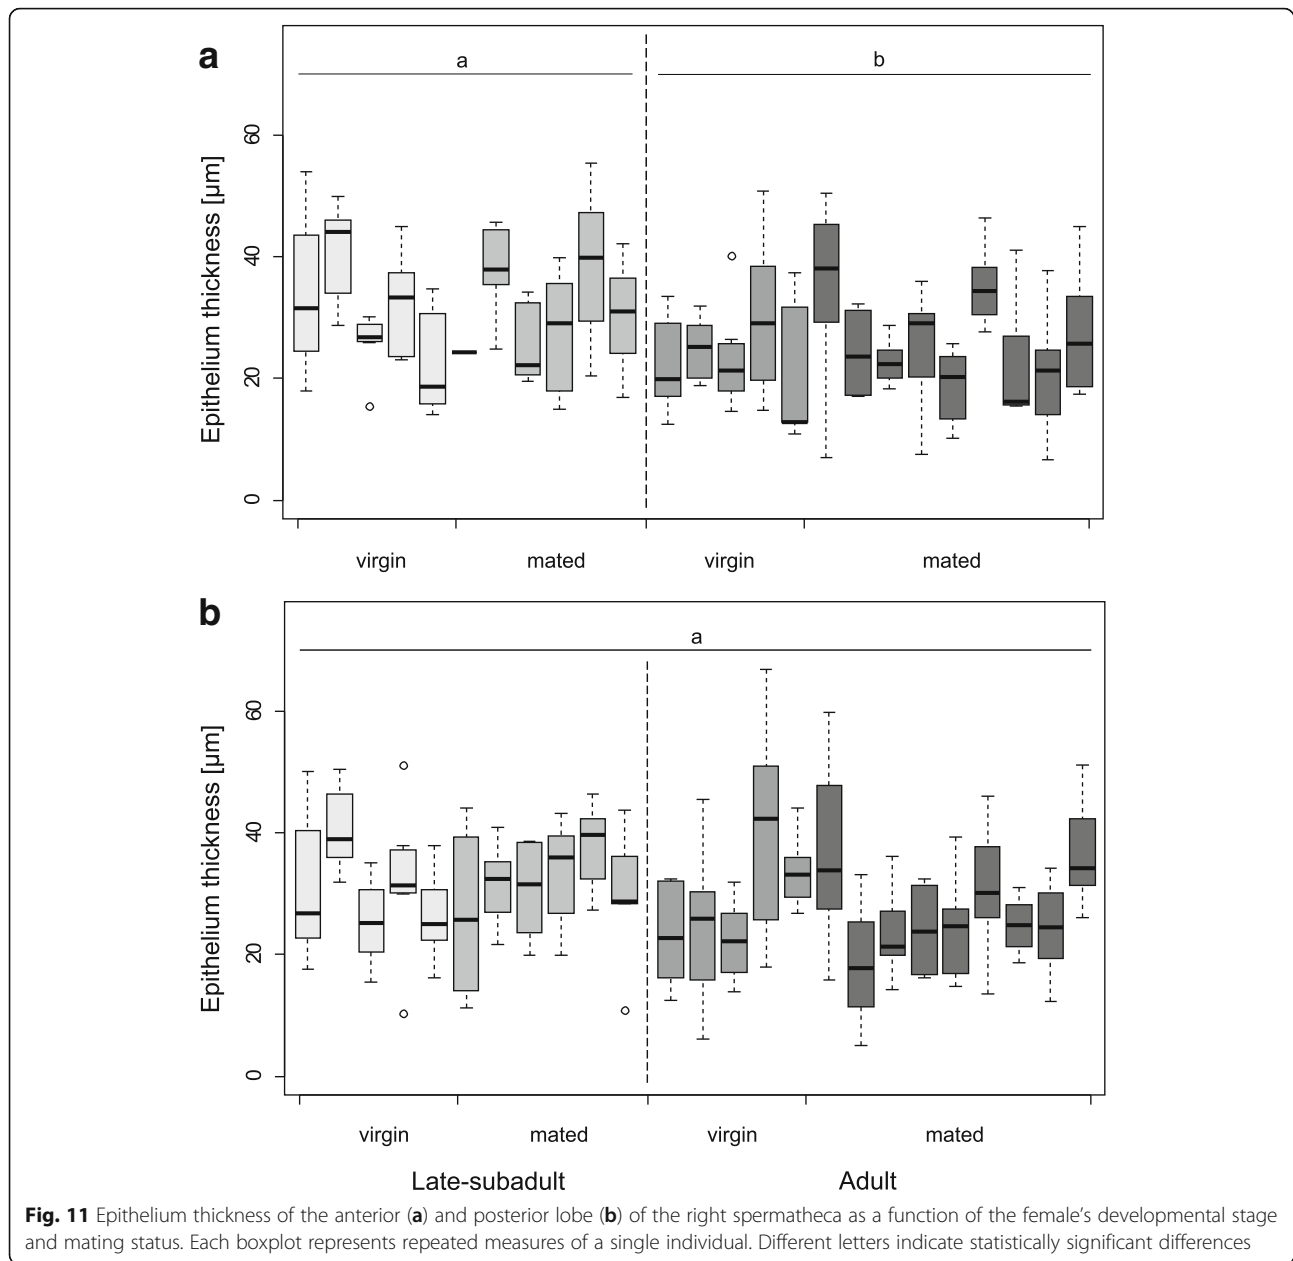 a
a
b
60
40
20
0
Epithelium thickness [µm]
virgin
mated
virgin
mated
b
a
60
40
20
0
Epithelium thickness [µm]
virgin
mated
virgin
mated
Late-subadult
Adult
Fig. 11 Epithelium thickness of the anterior (a) and posterior lobe (b) of the right spermatheca as a function of the female's developmental stage
and mating status. Each boxplot represents repeated measures of a single individual. Different letters indicate statistically significant differences